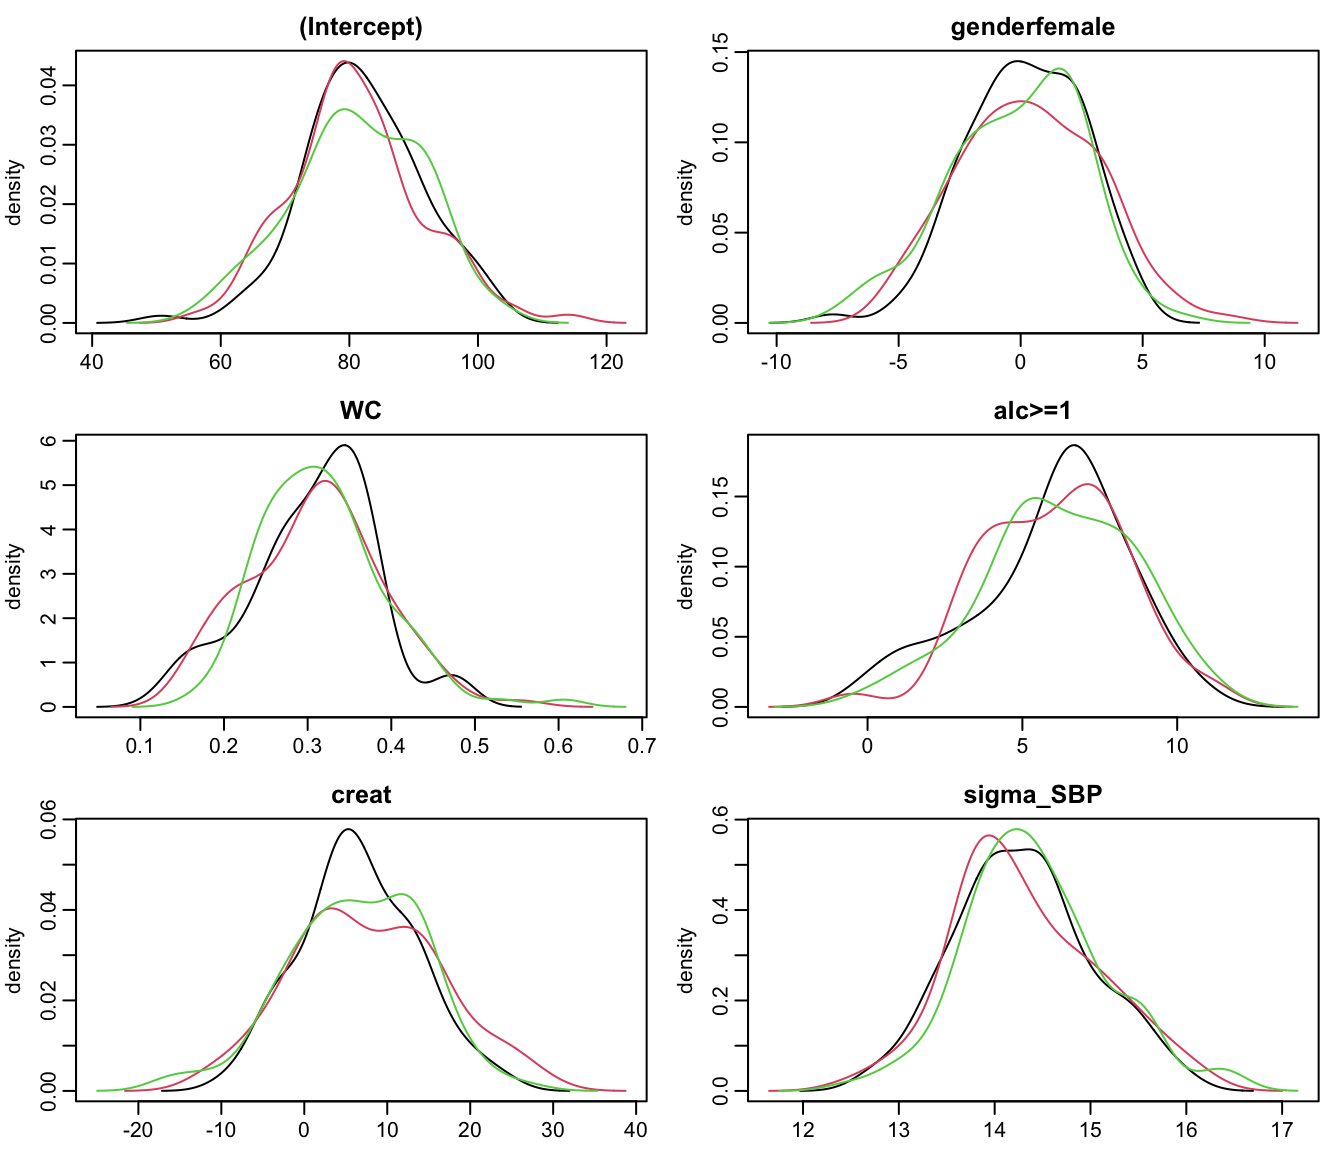 (Intercept)
density
0.00 0.01 0.02 0.03 0.04
40 60 80 100 120
genderfemale
density
0.00 0.05 0.10 0.15
-10 -5 0 5 10
WC
density
0 1 2 3 4 5 6
0.1 0.2 0.3 0.4 0.5 0.6 0.7
alc>=1
density
0.00 0.05 0.10 0.15
0 5 10
creat
density
0.00 0.02 0.04 0.06
-20 -10 0 10 20 30 40
sigma_SBP
density
0.0 0.2 0.4 0.6
12 13 14 15 16 17